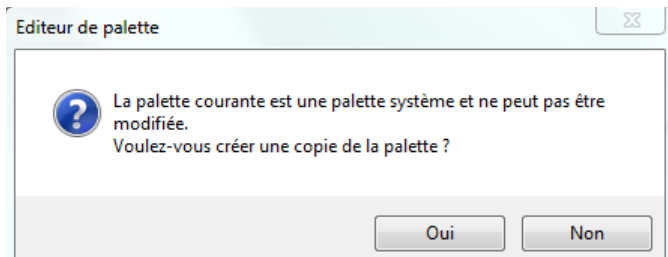 Editeur de palette
La palette courante est une palette système et ne peut pas être
modifiée.
Voulez-vous créer une copie de la palette ?
Oui
Non